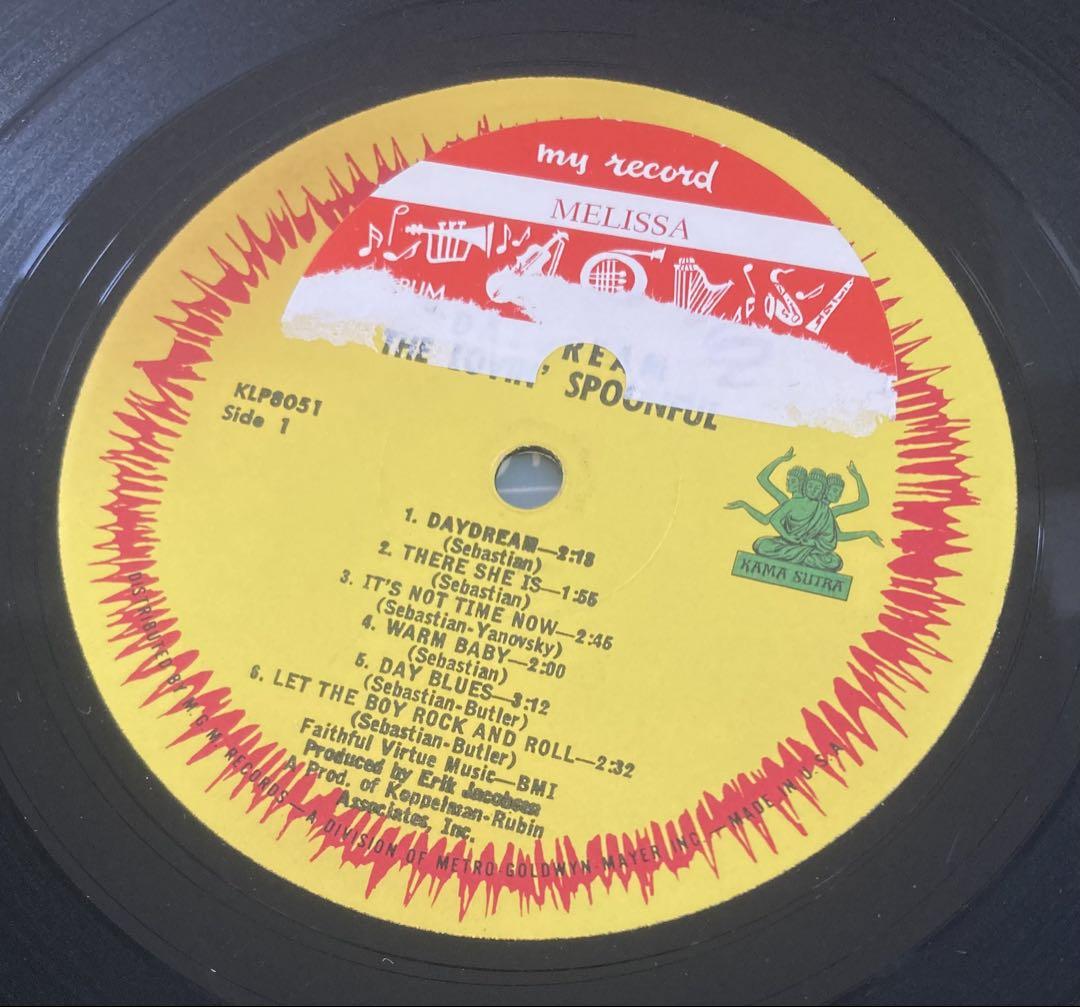 my record
MELISSA
REAM
THE LOVIN' SPOONFUL
KLP8051
Side 1
KAMA SUTRA
1. DAYDREAM—2:18
(Sebastian)
2. THERE SHE IS—1:55
(Sebastian)
3. IT'S NOT TIME NOW—2:45
(Sebastian-Yanovsky)
4. WARM BABY—2:00
(Sebastian)
5. DAY BLUES—3:12
(Sebastian-Butler)
6. LET THE BOY ROCK AND ROLL—2:32
(Sebastian-Butler)
Faithful Virtue Music—BMI
Produced by Erik Jacobsen
A Prod. of Koppelman-Rubin
Associates, Inc.
DISTRIBUTED BY M.G.M. RECORDS—A DIVISION OF METRO-GOLDWYN-MAYER INC.—MADE IN U.S.A